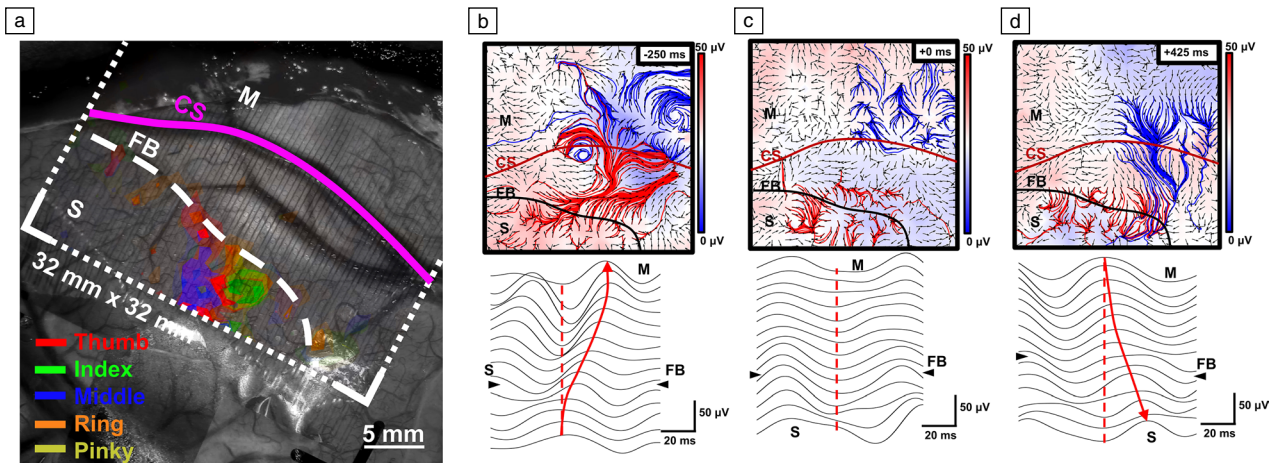 a
M
CS
FB
S
32 mm x 32 mm
Thumb
Index
Middle
Ring
Pinky
5 mm
b
-250 ms
50 µV
M
CS
FB
S
0 µV
M
S
FB
50 µV
20 ms
c
+0 ms
50 µV
M
CS
FB
S
0 µV
M
FB
S
50 µV
20 ms
d
+425 ms
50 µV
M
CS
FB
S
0 µV
M
FB
S
50 µV
20 ms